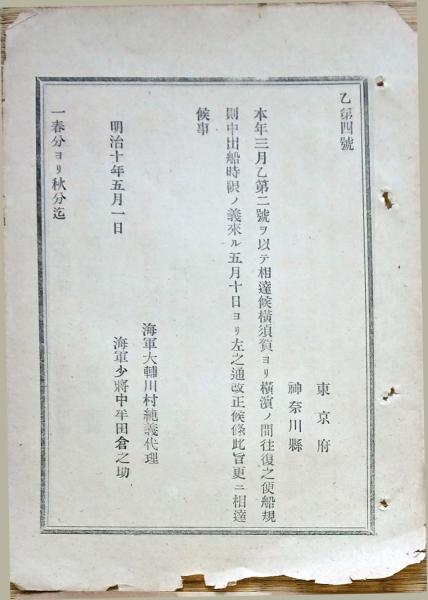 乙第四號
東京府
神奈川縣
本年三月乙第二號ヲ以テ相達候橫須賀ヨリ橫濱ノ間往復之便船規
則中出船時限ノ義來ル五月十日ヨリ左之通改正候條此旨更ニ相達
候事
明治十年五月一日
海軍大輔川村純義代理
海軍少將中牟田倉之助
一春分ヨリ秋分迄